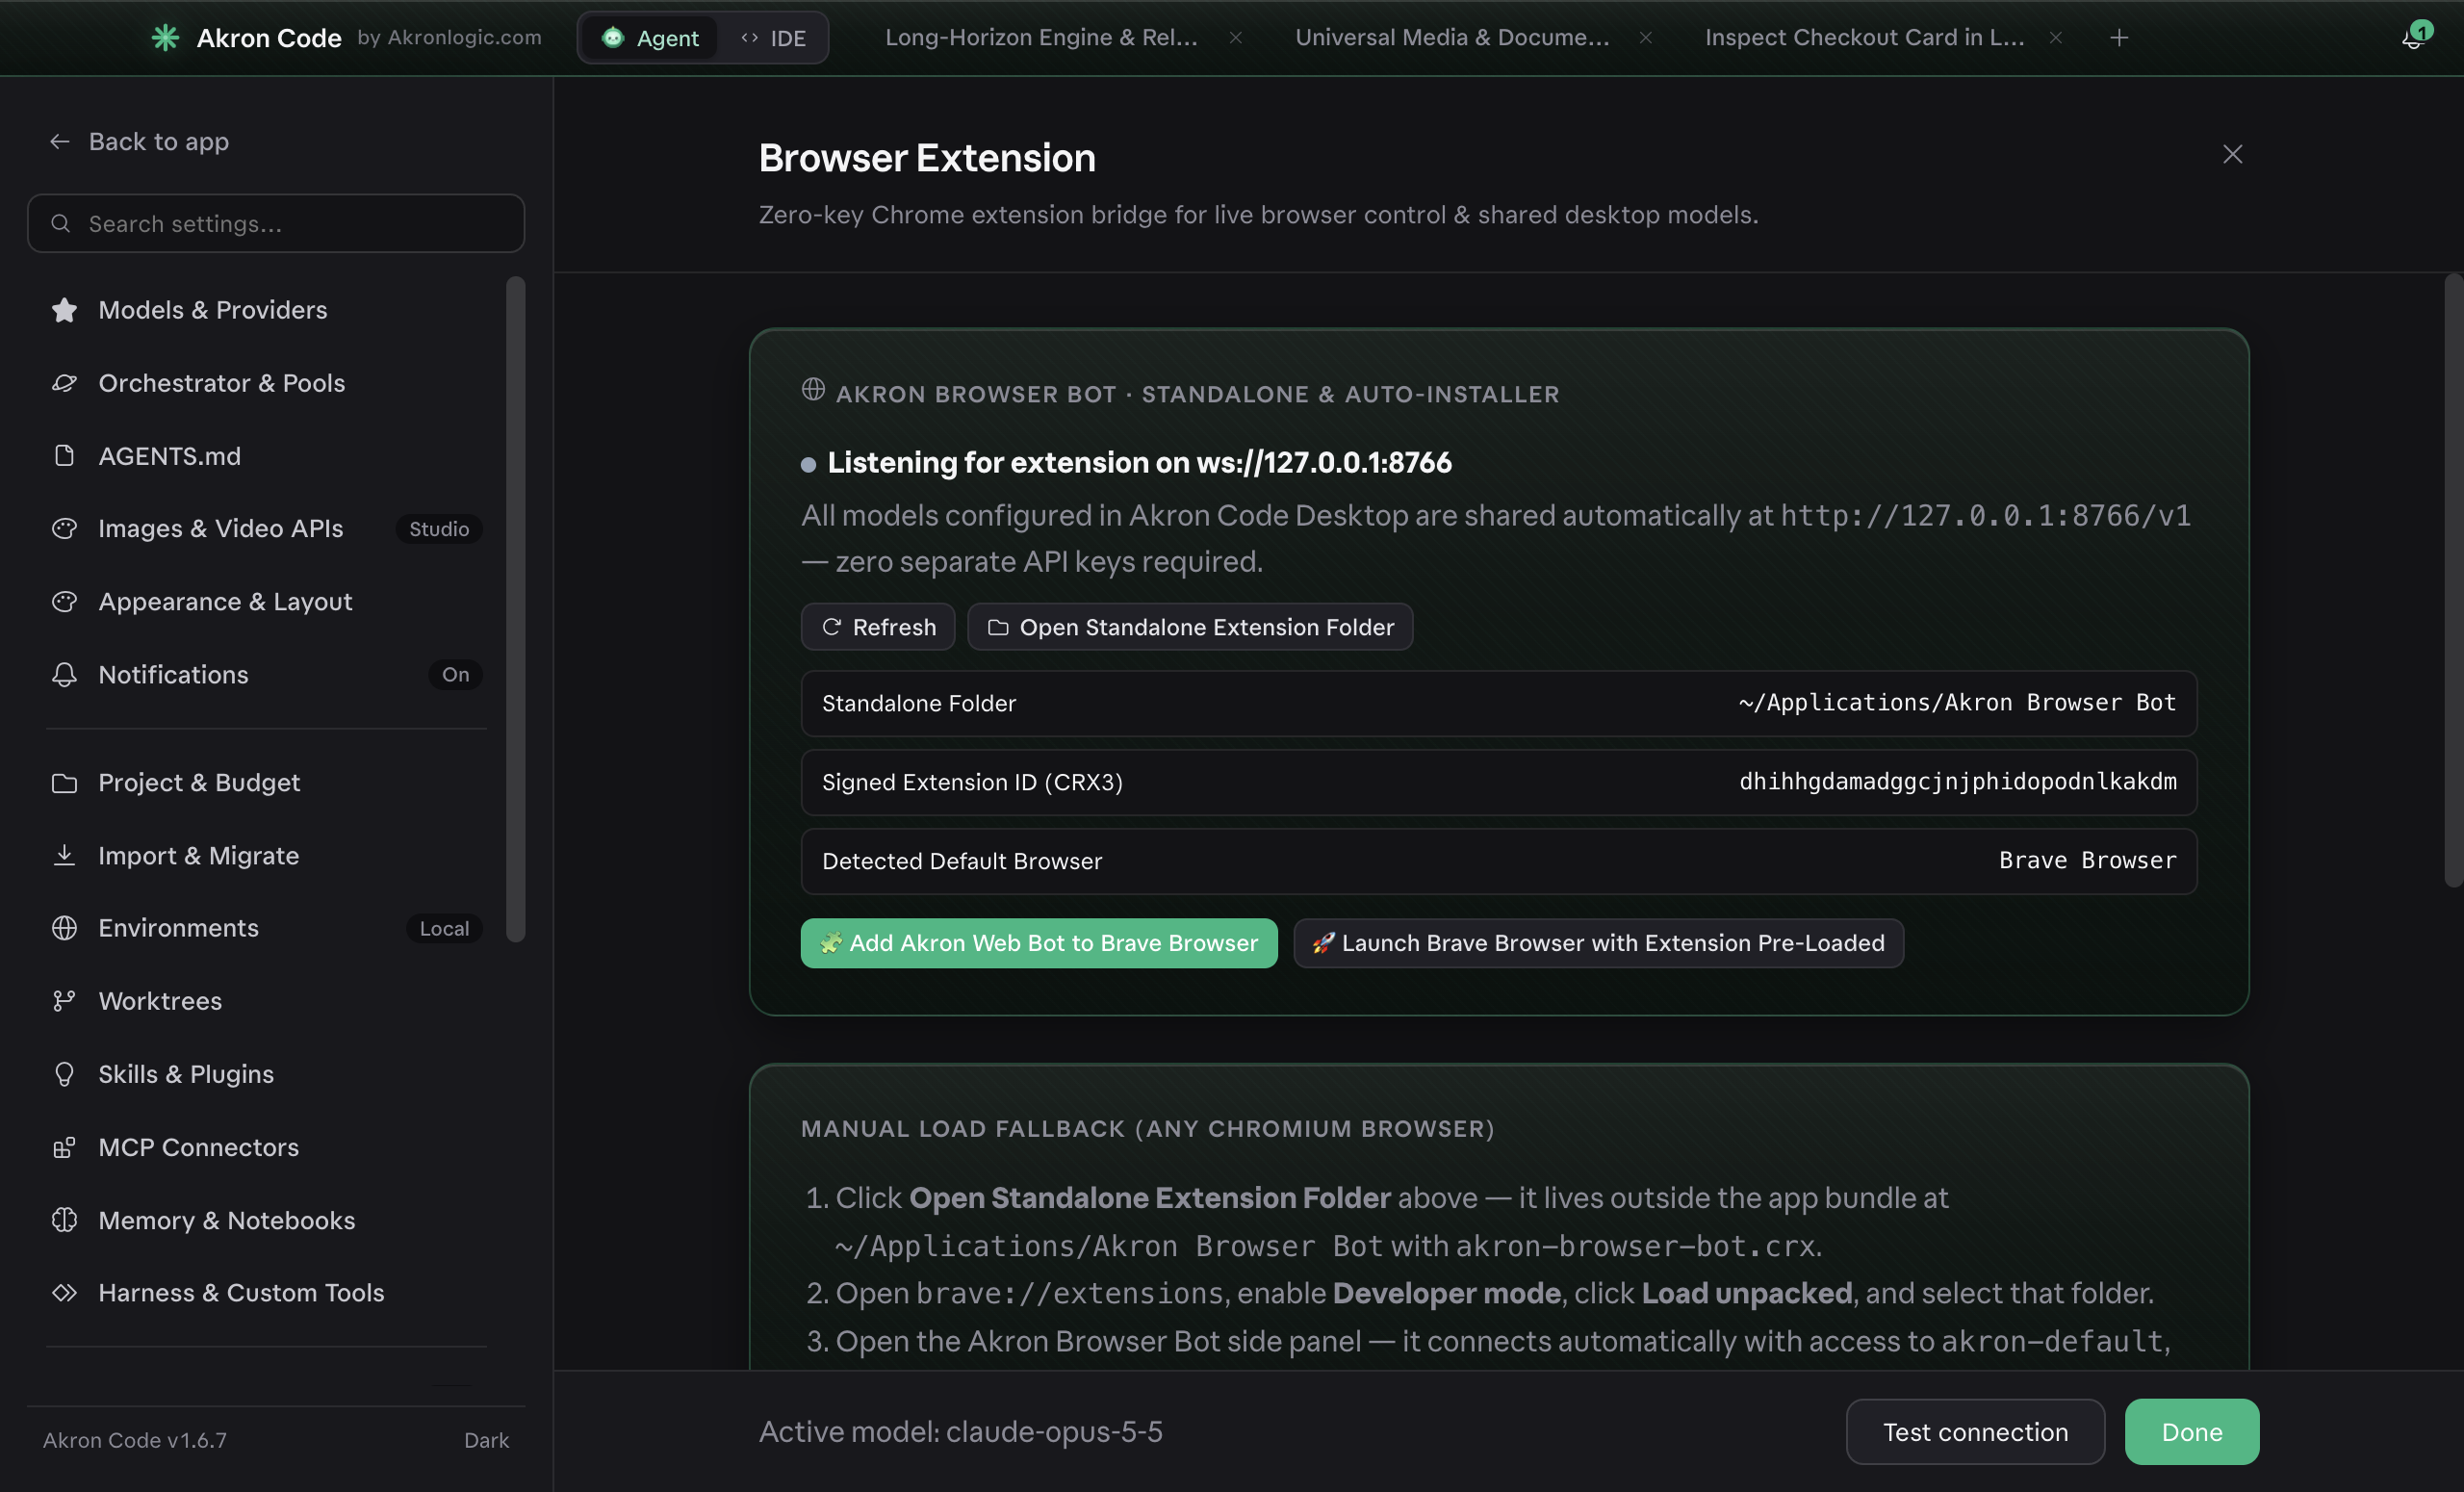 Akron Code by Akronlogic.com
Agent
IDE
Long-Horizon Engine & Rel...
Universal Media & Docume...
Inspect Checkout Card in L...
1
Back to app
Search settings...
Models & Providers
Orchestrator & Pools
AGENTS.md
Images & Video APIs Studio
Appearance & Layout
Notifications On
Project & Budget
Import & Migrate
Environments Local
Worktrees
Skills & Plugins
MCP Connectors
Memory & Notebooks
Harness & Custom Tools
Akron Code v1.6.7 Dark
Browser Extension
Zero-key Chrome extension bridge for live browser control & shared desktop models.
AKRON BROWSER BOT · STANDALONE & AUTO-INSTALLER
Listening for extension on ws://127.0.0.1:8766
All models configured in Akron Code Desktop are shared automatically at http://127.0.0.1:8766/v1
— zero separate API keys required.
Refresh
Open Standalone Extension Folder
Standalone Folder ~/Applications/Akron Browser Bot
Signed Extension ID (CRX3) dhihhgdamadggcjnjphidopodnlkakdm
Detected Default Browser Brave Browser
Add Akron Web Bot to Brave Browser
Launch Brave Browser with Extension Pre-Loaded
MANUAL LOAD FALLBACK (ANY CHROMIUM BROWSER)
1. Click Open Standalone Extension Folder above — it lives outside the app bundle at
~/Applications/Akron Browser Bot with akron-browser-bot.crx.
2. Open brave://extensions, enable Developer mode, click Load unpacked, and select that folder.
3. Open the Akron Browser Bot side panel — it connects automatically with access to akron-default,
Active model: claude-opus-5-5
Test connection
Done